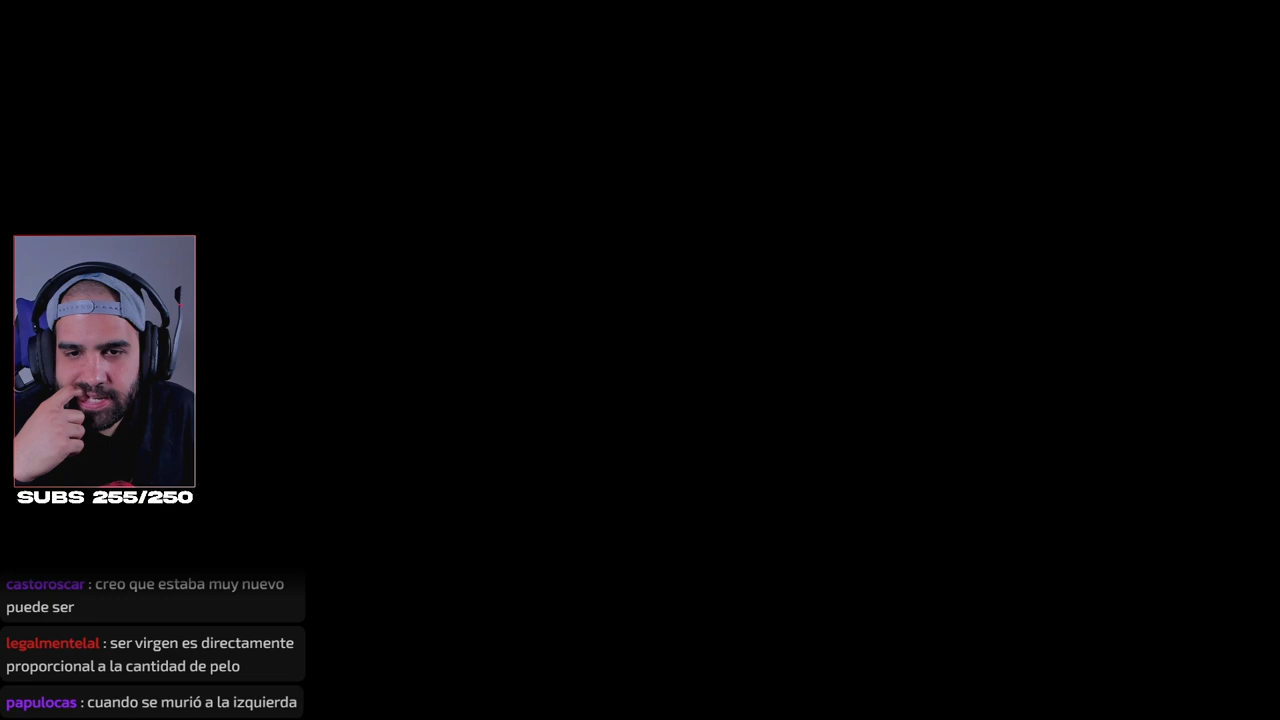 SUBS 255/250
castoroscar : creo que estaba muy nuevo
puede ser
legalmentelal : ser virgen es directamente
proporcional a la cantidad de pelo
papulocas : cuando se murió a la izquierda